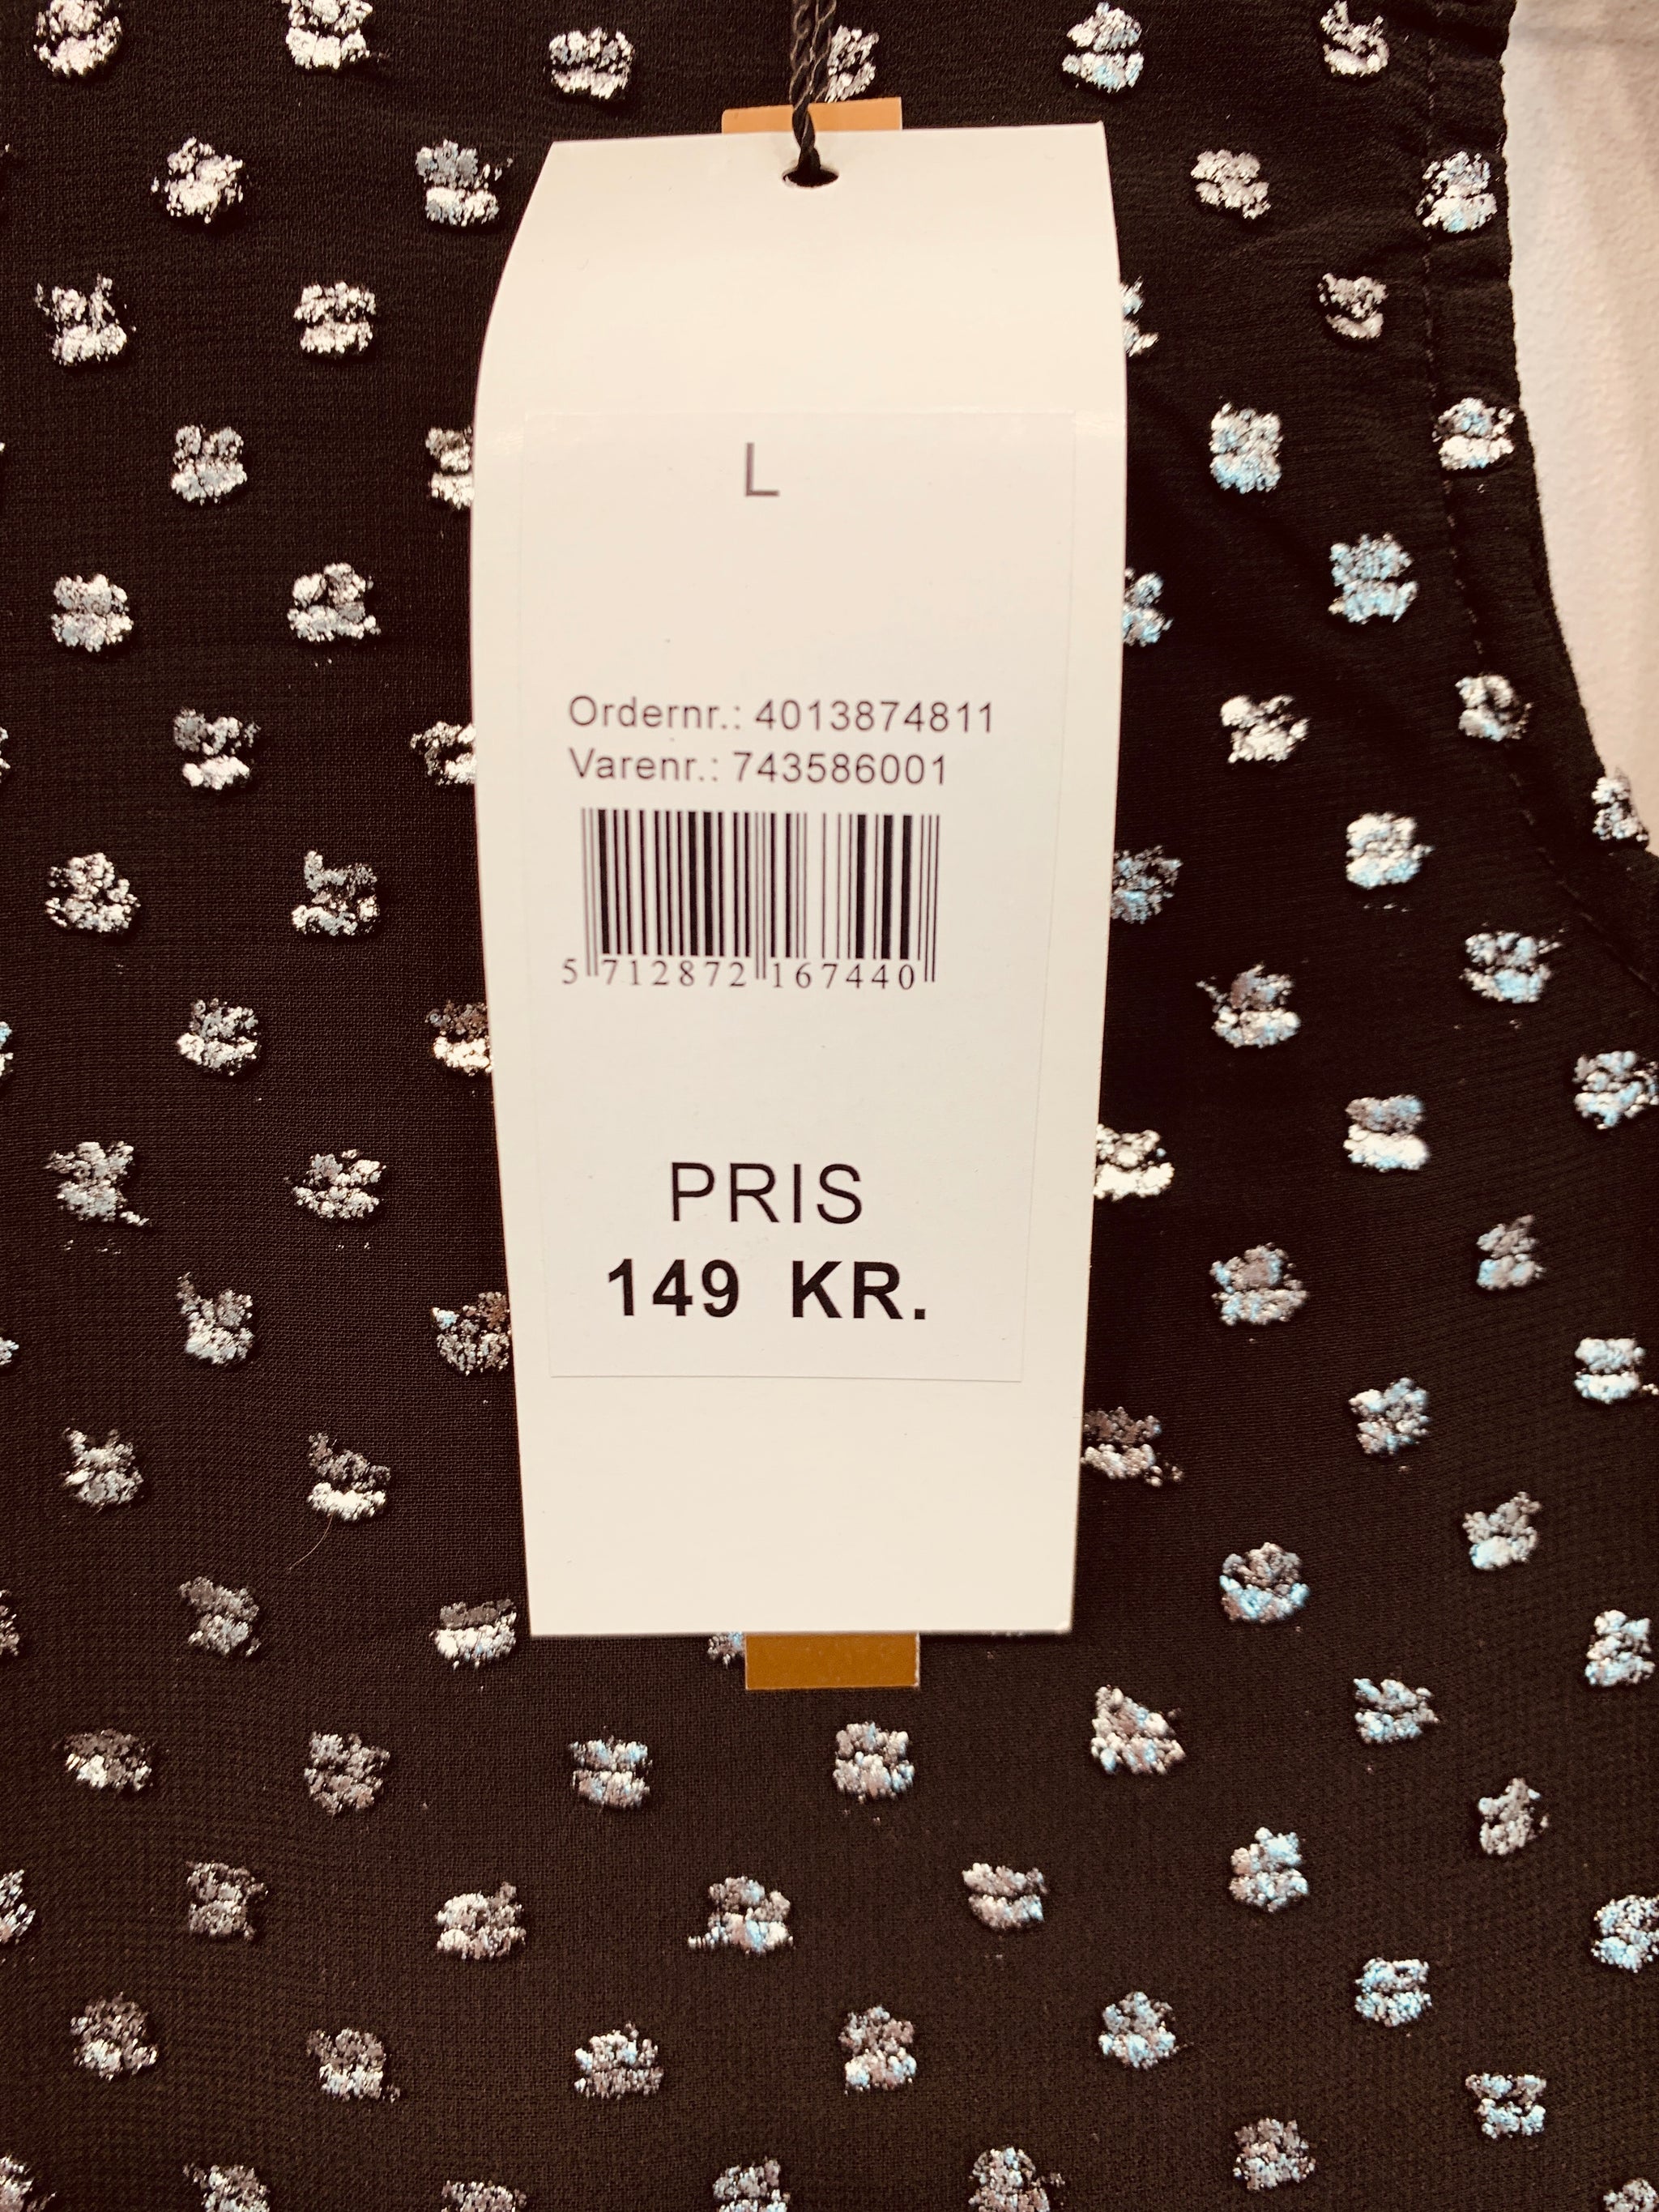 L
Ordernr.: 4013874811
Varenr.: 743586001
5 712872 167440
PRIS
149 KR.